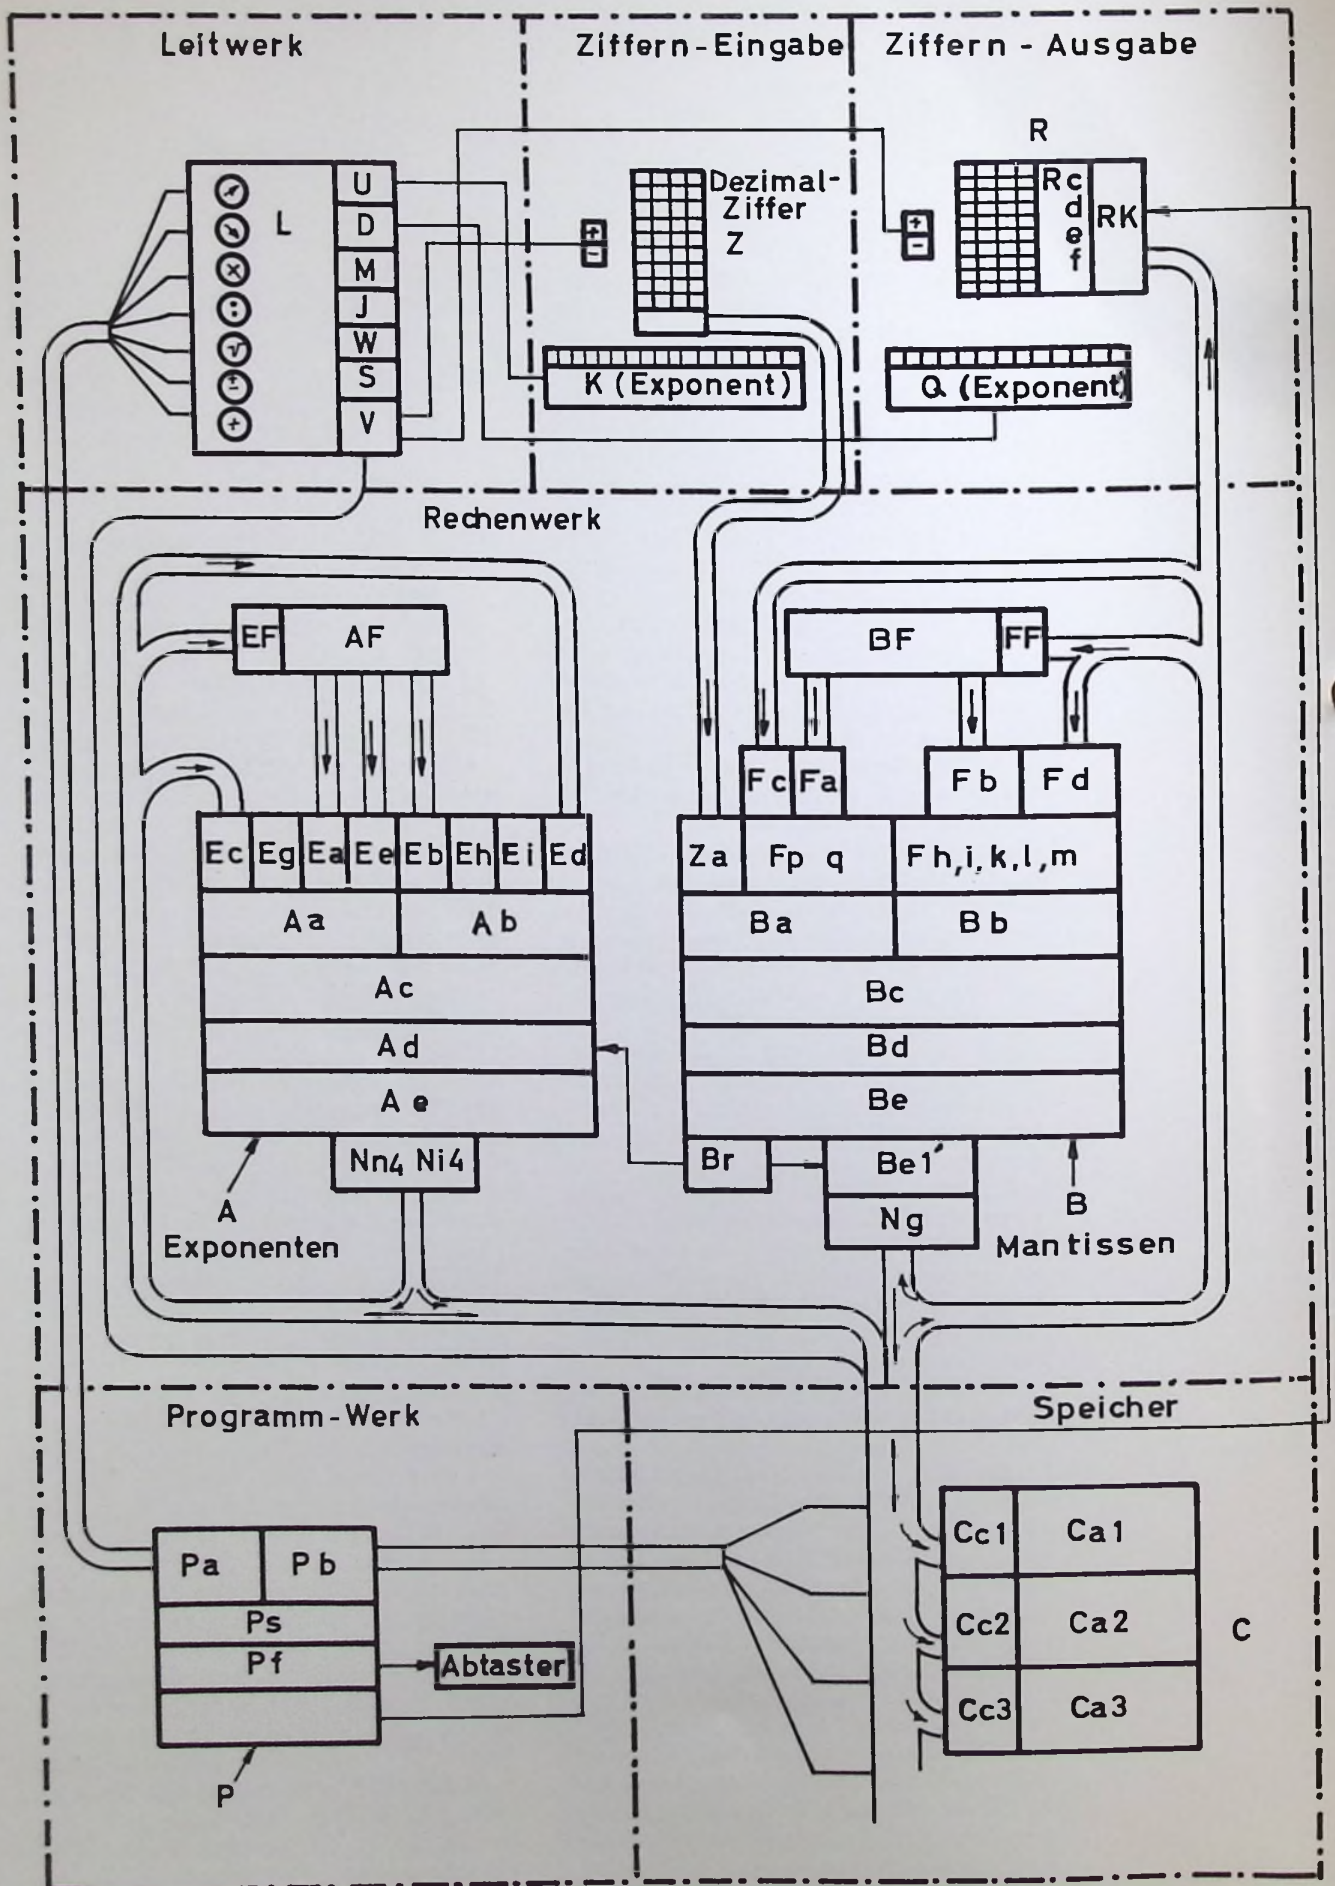 Leitwerk
Ziffern-Eingabe
Ziffern - Ausgabe
R
L
U
D
M
J
W
S
V
+
-
Dezimal-
Ziffer
Z
K (Exponent)
+
-
Rc
d
e
f
RK
Q (Exponent)
Rechenwerk
EF
AF
BF
FF
Fc
Fa
Fb
Fd
Ec
Eg
Ea
Ee
Eb
Eh
Ei
Ed
Za
Fp q
Fh,i,k,l,m
Aa
Ab
Ba
Bb
Ac
Bc
Ad
Bd
Ae
Be
Nn4 Ni4
Br
Be1'
Ng
A
Exponenten
B
Mantissen
Programm-Werk
Speicher
Pa
Pb
Ps
Pf
Abtaster
P
Cc1
Ca1
Cc2
Ca2
Cc3
Ca3
C